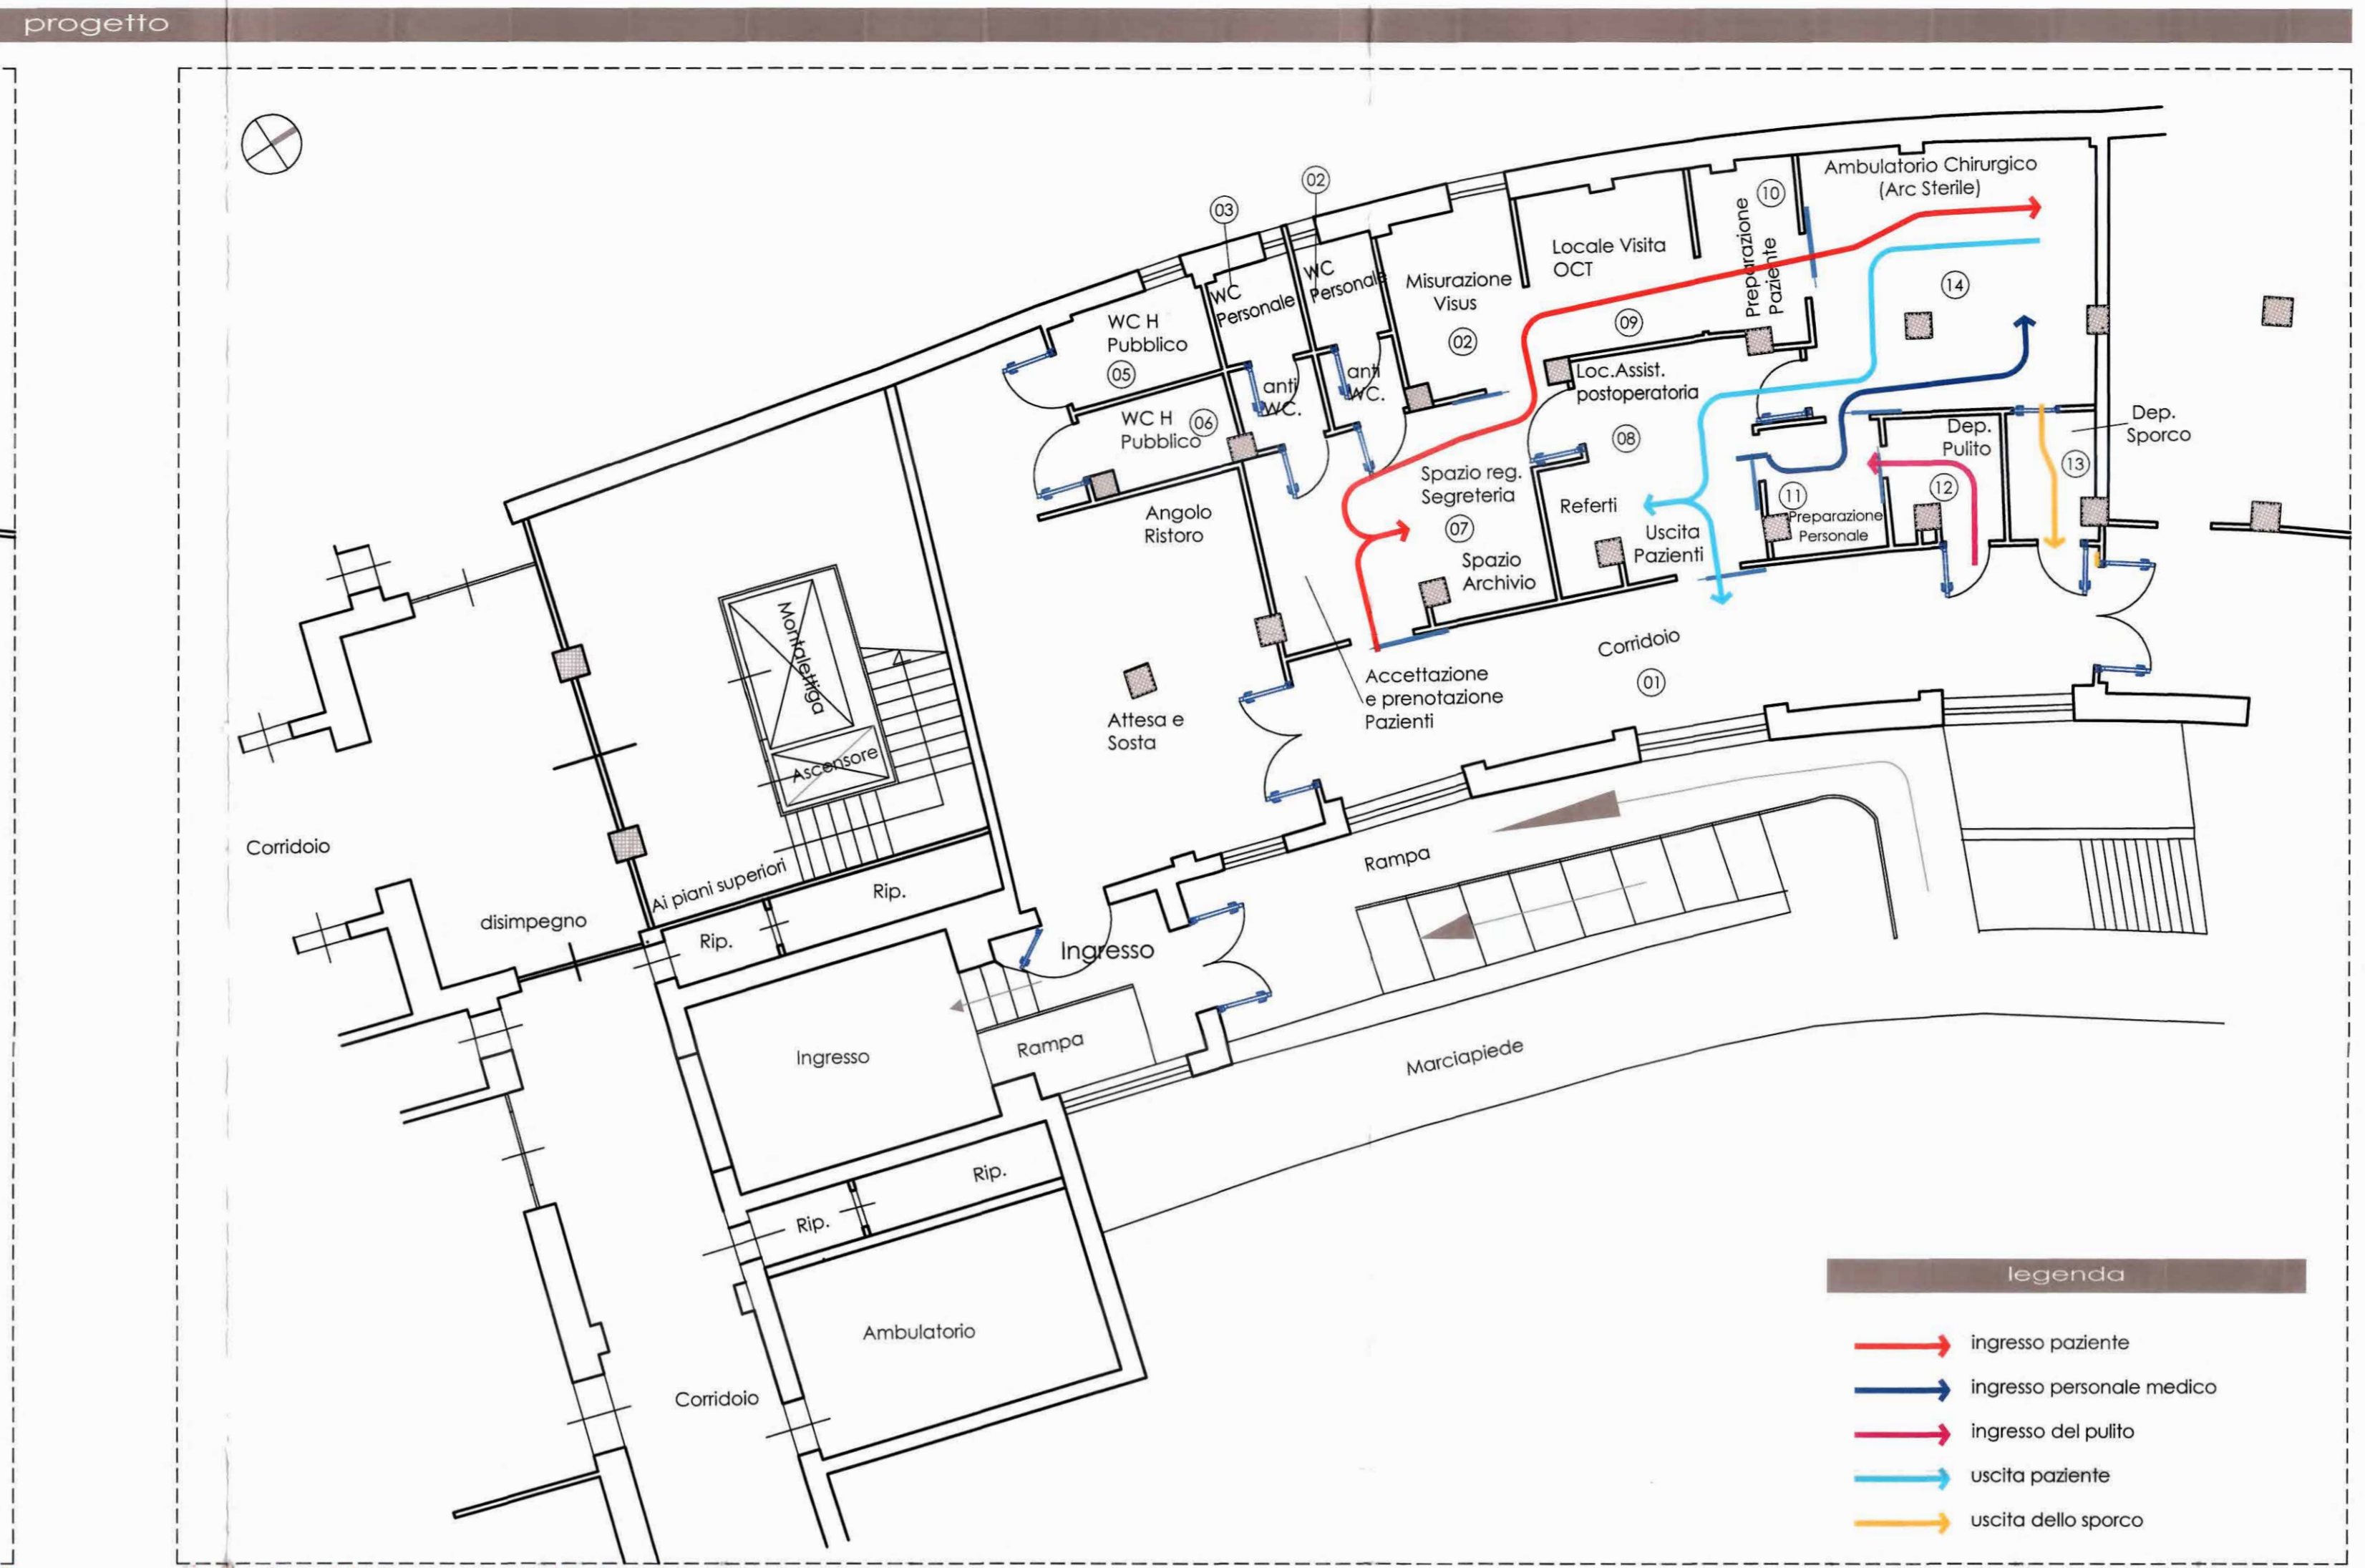 progetto
03
02
10
Ambulatorio Chirurgico
(Arc Sterile)
Preparazione
Paziente
Locale Visita
OCT
WC
Personale
WC
Personale
Misurazione
Visus
02
14
WC H
Pubblico
05
09
anti
WC.
anti
WC.
Loc.Assist.
postoperatoria
08
WC H
Pubblico
06
Dep.
Pulito
Dep.
Sporco
13
12
11
Preparazione
Personale
Spazio reg.
Segreteria
07
Referti
Uscita
Pazienti
Angolo
Ristoro
Spazio
Archivio
Montalettiga
Ascensore
Corridoio
01
Accettazione
e prenotazione
Pazienti
Attesa e
Sosta
Corridoio
Rampa
Ai piani superiori
Rip.
disimpegno
Rip.
Ingresso
Rampa
Ingresso
Marciapiede
Rip.
Rip.
Ambulatorio
Corridoio
legenda
ingresso paziente
ingresso personale medico
ingresso del pulito
uscita paziente
uscita dello sporco